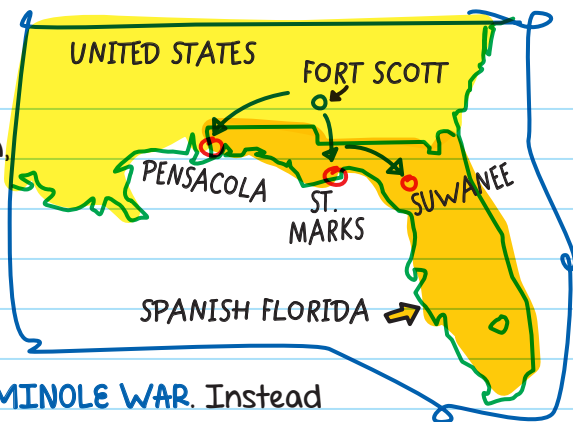 UNITED STATES
FORT SCOTT
PENSACOLA
ST.
MARKS
SUWANEE
SPANISH FLORIDA
MINOLE WAR. Instead